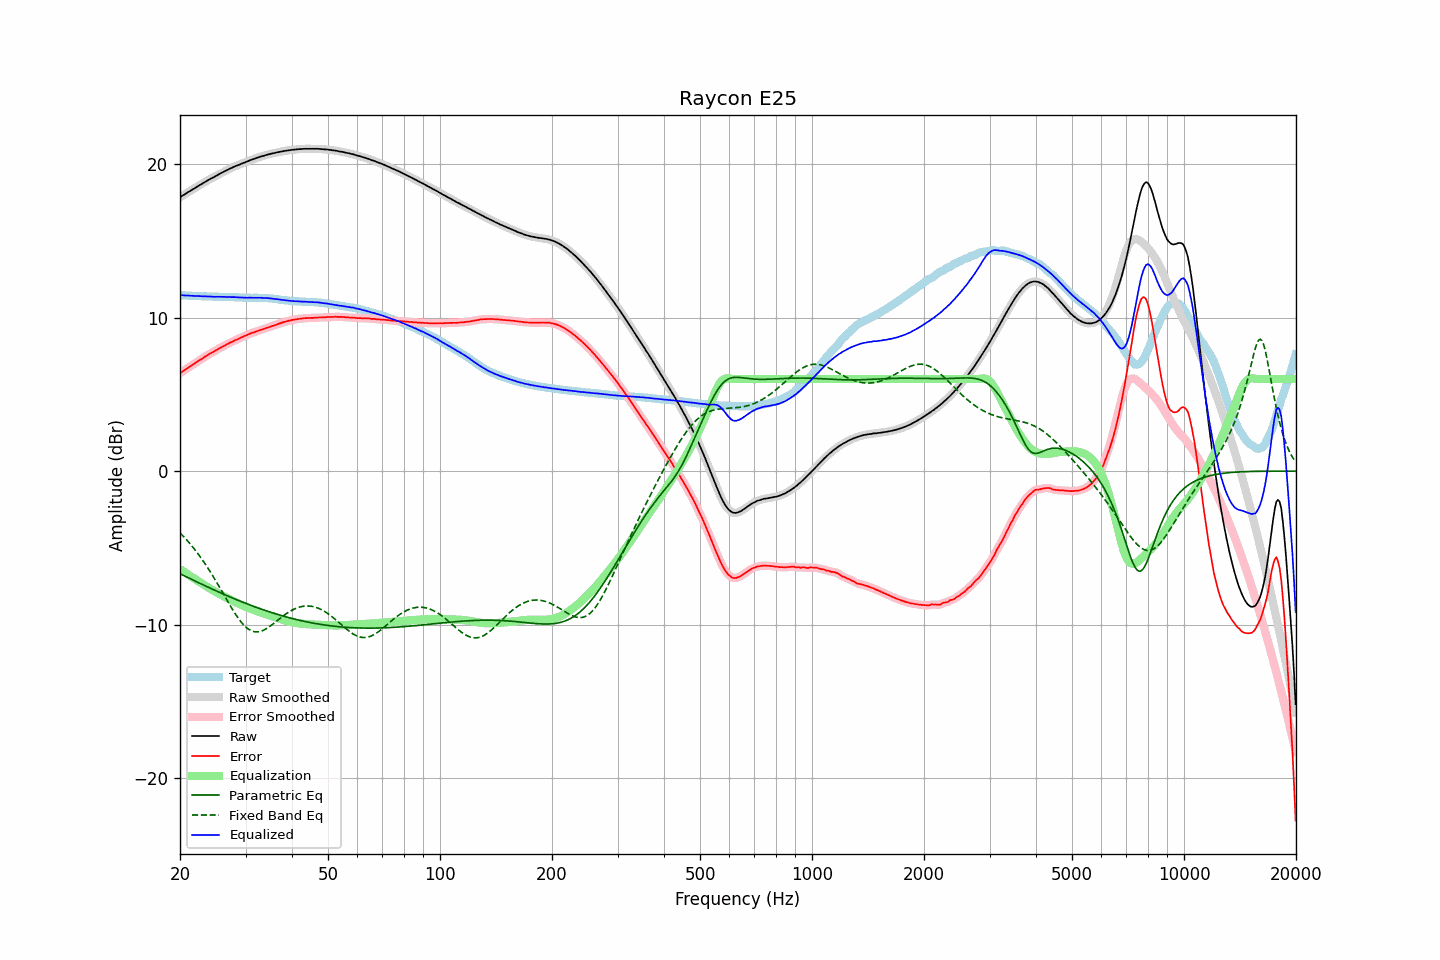 Raycon E25
Amplitude (dBr)
20
10
0
−10
−20
Target
Raw Smoothed
Error Smoothed
Raw
Error
Equalization
Parametric Eq
Fixed Band Eq
Equalized
20 50 100 200 500 1000 2000 5000 10000 20000
Frequency (Hz)